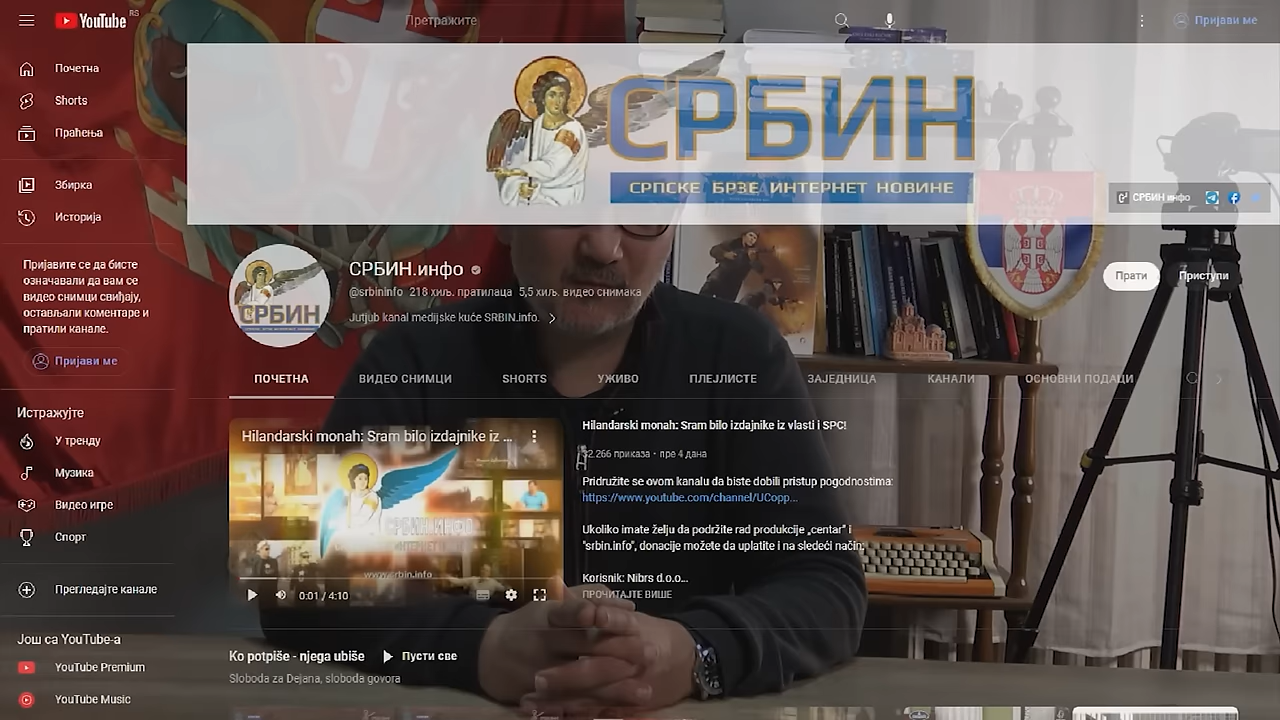 YouTube RS
Претражите
Пријави ме
Почетна
Shorts
Праћења
Збирка
Историја
Пријавите се да бисте
означавали да вам се
видео снимци свиђају,
остављали коментаре и
пратили канале.
Пријави ме
Истражујте
У тренду
Музика
Видео игре
Спорт
Прегледајте канале
Још са YouTube-а
YouTube Premium
YouTube Music
СРБИН
СРПСКЕ БРЗЕ ИНТЕРНЕТ НОВИНЕ
СРБИН инфо
СРБИН
СРБИН.инфо
@srbininfo 218 хиљ. пратилаца 5,5 хиљ. видео снимака
Jutjub kanal medijske kuće SRBIN.info.
Прати
Приступи
ПОЧЕТНА
ВИДЕО СНИМЦИ
SHORTS
УЖИВО
ПЛЕЈЛИСТЕ
ЗАЈЕДНИЦА
КАНАЛИ
ОСНОВНИ ПОДАЦИ
Hilandarski monah: Sram bilo izdajnike iz ...
СРБИН.ИНФО
www.srbin.info
0:01 / 4:10
Hilandarski monah: Sram bilo izdajnike iz vlasti i SPC!
32.266 приказа • пре 4 дана
Pridružite se ovom kanalu da biste dobili pristup pogodnostima:
https://www.youtube.com/channel/UCopp...
Ukoliko imate želju da podržite rad produkcije „centar" i
"srbin.info", donacije možete da uplatite i na sledeći način:
Korisnik: Nibrs d.o.o...
ПРОЧИТАЈТЕ ВИШЕ
Ko potpiše - njega ubiše
Пусти све
Sloboda za Dejana, sloboda govora